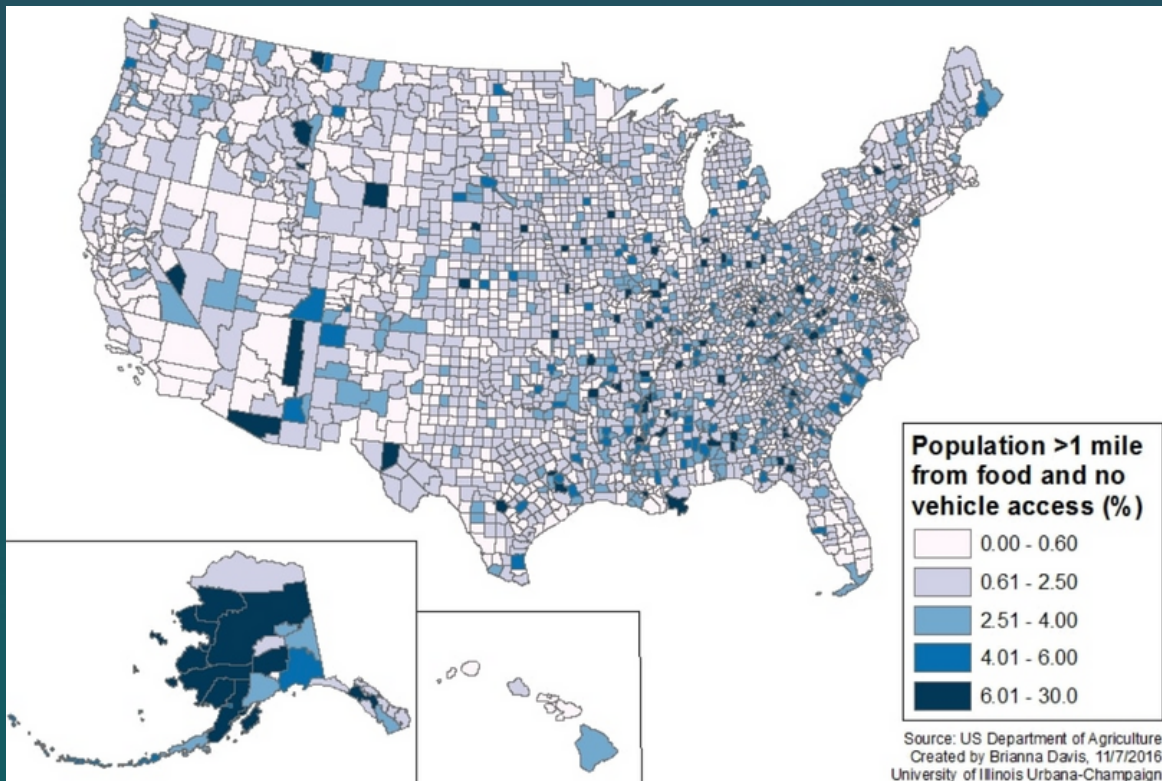 Population >1 mile
from food and no
vehicle access (%)
0.00 - 0.60
0.61 - 2.50
2.51 - 4.00
4.01 - 6.00
6.01 - 30.0
Source: US Department of Agriculture
Created by Brianna Davis, 11/7/2016
University of Illinois Urbana-Champaign